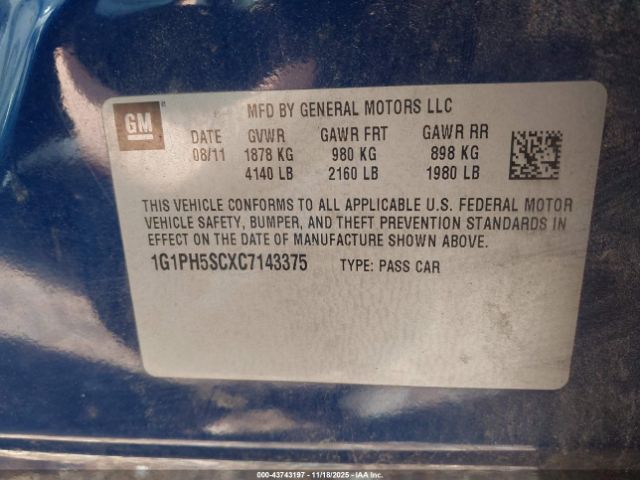 GM ® MFD BY GENERAL MOTORS LLC
DATE GVWR GAWR FRT GAWR RR
08/11 1878 KG 980 KG 898 KG
4140 LB 2160 LB 1980 LB
THIS VEHICLE CONFORMS TO ALL APPLICABLE U.S. FEDERAL MOTOR
VEHICLE SAFETY, BUMPER, AND THEFT PREVENTION STANDARDS IN
EFFECT ON THE DATE OF MANUFACTURE SHOWN ABOVE.
1G1PH5SCXC7143375 TYPE: PASS CAR
000-43743197 - 11/18/2025 - IAAI, Inc.